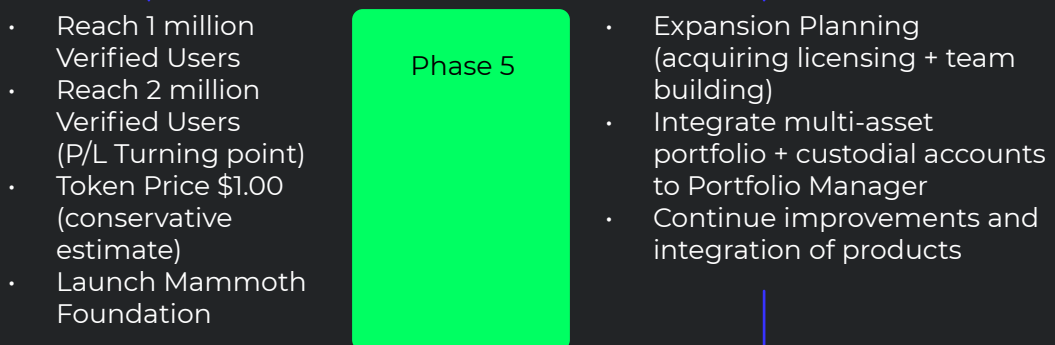 • Reach 1 million
Verified Users
• Reach 2 million
Verified Users
(P/L Turning point)
• Token Price $1.00
(conservative
estimate)
• Launch Mammoth
Foundation
Phase 5
• Expansion Planning
(acquiring licensing + team
building)
• Integrate multi-asset
portfolio + custodial accounts
to Portfolio Manager
• Continue improvements and
integration of products